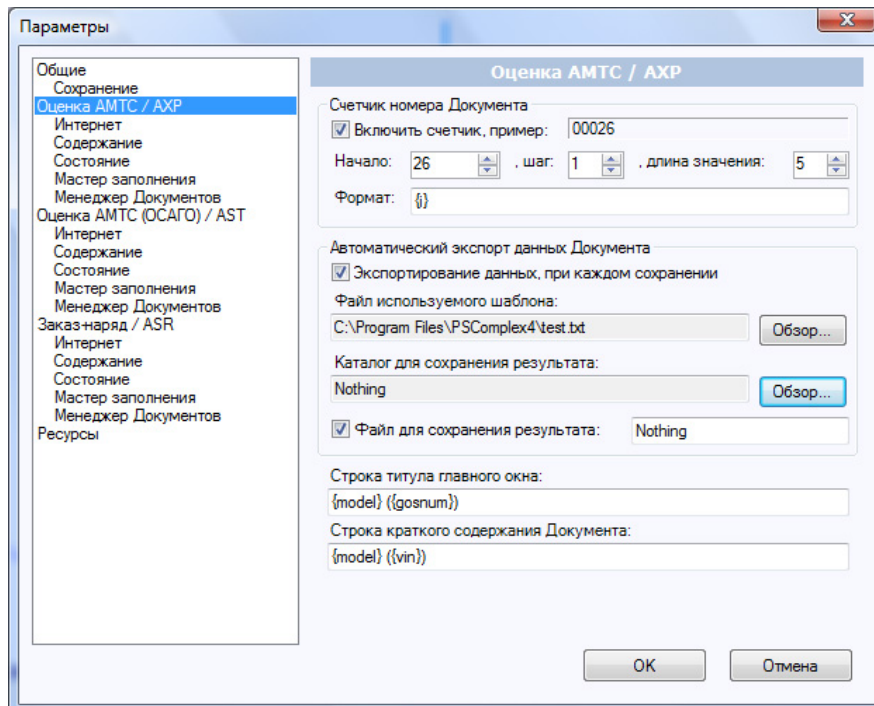 Параметры
Общие
Сохранение
Оценка АМТС / AXP
Интернет
Содержание
Состояние
Мастер заполнения
Менеджер Документов
Оценка АМТС (ОСАГО) / AST
Интернет
Содержание
Состояние
Мастер заполнения
Менеджер Документов
Заказ-наряд / ASR
Интернет
Содержание
Состояние
Мастер заполнения
Менеджер Документов
Ресурсы
Оценка АМТС / AXP
Счетчик номера Документа
Включить счетчик, пример: 00026
Начало: 26 , шаг: 1 , длина значения: 5
Формат: {i}
Автоматический экспорт данных Документа
Экспортирование данных, при каждом сохранении
Файл используемого шаблона:
C:\Program Files\PSComplex4\test.txt Обзор...
Каталог для сохранения результата:
Nothing Обзор...
Файл для сохранения результата: Nothing
Строка титула главного окна:
{model} ({gosnum})
Строка краткого содержания Документа:
{model} ({vin})
OK Отмена